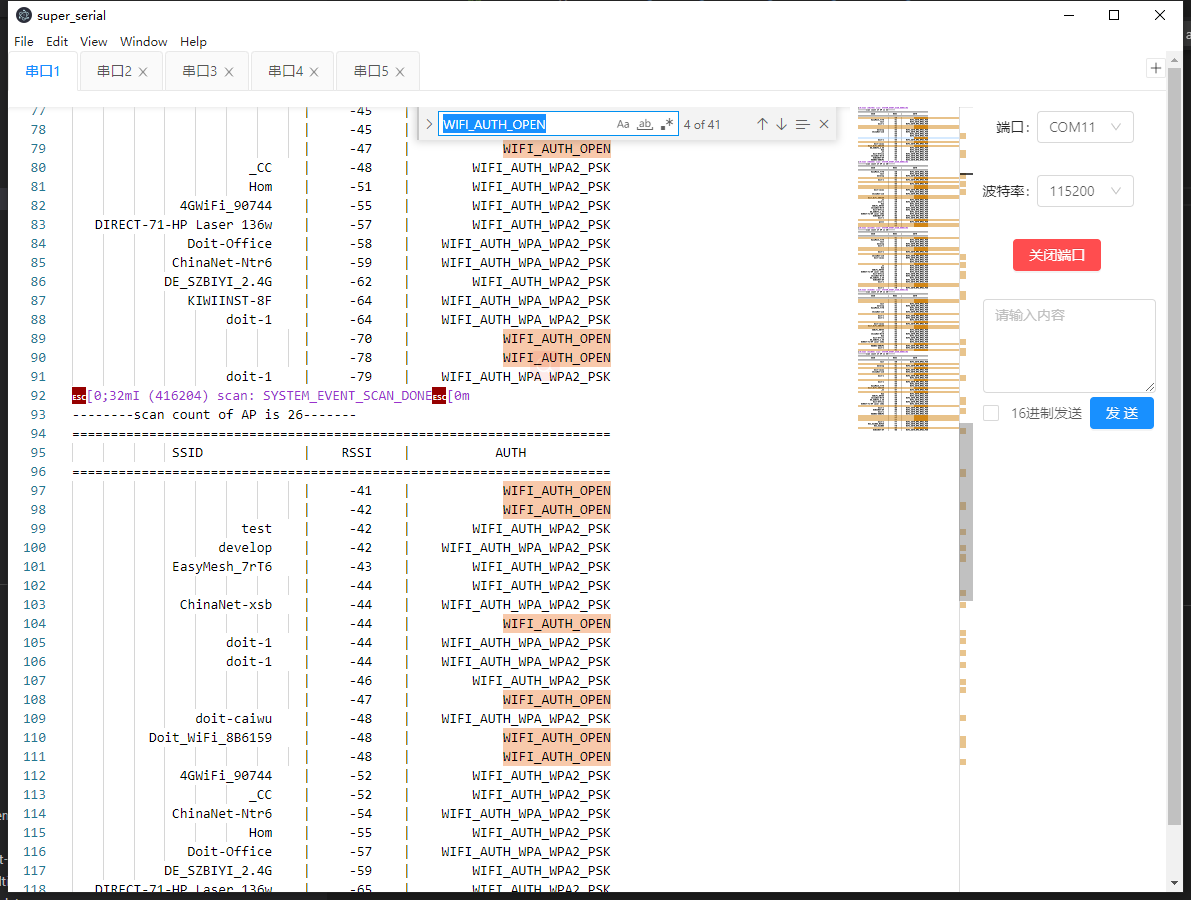 super_serial
File Edit View Window Help
串口1 串口2 串口3 串口4 串口5
WIFI_AUTH_OPEN Aa ab 4 of 41
77 | -45
78 | -45
79 | -47 WIFI_AUTH_OPEN
80 _CC | -48 | WIFI_AUTH_WPA2_PSK
81 Hom | -51 | WIFI_AUTH_WPA2_PSK
82 4GWiFi_90744 | -55 | WIFI_AUTH_WPA2_PSK
83 DIRECT-71-HP Laser 136w | -57 | WIFI_AUTH_WPA2_PSK
84 Doit-Office | -58 | WIFI_AUTH_WPA_WPA2_PSK
85 ChinaNet-Ntr6 | -59 | WIFI_AUTH_WPA_WPA2_PSK
86 DE_SZBIYI_2.4G | -62 | WIFI_AUTH_WPA2_PSK
87 KIWIINST-8F | -64 | WIFI_AUTH_WPA_WPA2_PSK
88 doit-1 | -64 | WIFI_AUTH_WPA_WPA2_PSK
89 | -70 | WIFI_AUTH_OPEN
90 | -78 | WIFI_AUTH_OPEN
91 doit-1 | -79 | WIFI_AUTH_WPA_WPA2_PSK
92 ESC[0;32mI (416204) scan: SYSTEM_EVENT_SCAN_DONEESC[0m
93 --------scan count of AP is 26-------
94 ======================================================================
95 SSID | RSSI | AUTH
96 ======================================================================
97 | -41 | WIFI_AUTH_OPEN
98 | -42 | WIFI_AUTH_OPEN
99 test | -42 | WIFI_AUTH_WPA2_PSK
100 develop | -42 | WIFI_AUTH_WPA_WPA2_PSK
101 EasyMesh_7rT6 | -43 | WIFI_AUTH_WPA2_PSK
102 | -44 | WIFI_AUTH_WPA2_PSK
103 ChinaNet-xsb | -44 | WIFI_AUTH_WPA_WPA2_PSK
104 | -44 | WIFI_AUTH_OPEN
105 doit-1 | -44 | WIFI_AUTH_WPA_WPA2_PSK
106 doit-1 | -44 | WIFI_AUTH_WPA_WPA2_PSK
107 | -46 | WIFI_AUTH_WPA2_PSK
108 | -47 | WIFI_AUTH_OPEN
109 doit-caiwu | -48 | WIFI_AUTH_WPA_WPA2_PSK
110 Doit_WiFi_8B6159 | -48 | WIFI_AUTH_OPEN
111 | -48 | WIFI_AUTH_OPEN
112 4GWiFi_90744 | -52 | WIFI_AUTH_WPA2_PSK
113 _CC | -52 | WIFI_AUTH_WPA2_PSK
114 ChinaNet-Ntr6 | -54 | WIFI_AUTH_WPA_WPA2_PSK
115 Hom | -55 | WIFI_AUTH_WPA2_PSK
116 Doit-Office | -57 | WIFI_AUTH_WPA_WPA2_PSK
117 DE_SZBIYI_2.4G | -59 | WIFI_AUTH_WPA2_PSK
118 DIRECT-71-HP Laser 136w | -65 | WIFI_AUTH_WPA2_PSK
端口： COM11
波特率： 115200
关闭端口
请输入内容
16进制发送 发 送